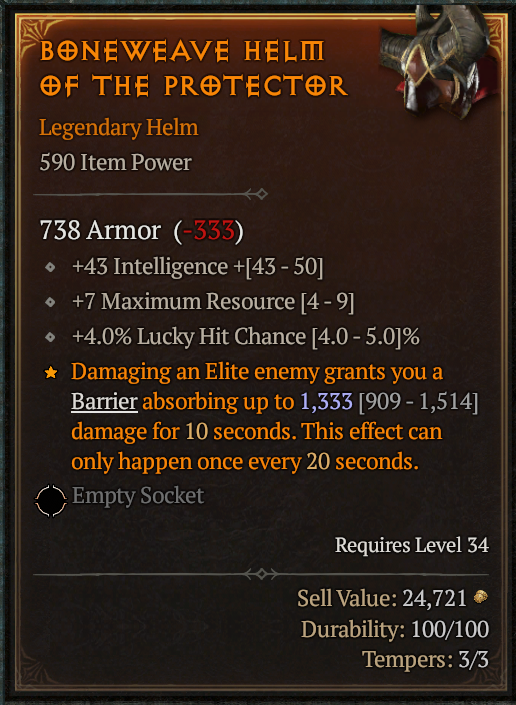 BONEWEAVE HELM
OF THE PROTECTOR
Legendary Helm
590 Item Power
738 Armor (-333)
+43 Intelligence +[43 - 50]
+7 Maximum Resource [4 - 9]
+4.0% Lucky Hit Chance [4.0 - 5.0]%
Damaging an Elite enemy grants you a
Barrier absorbing up to 1,333 [909 - 1,514]
damage for 10 seconds. This effect can
only happen once every 20 seconds.
Empty Socket
Requires Level 34
Sell Value: 24,721
Durability: 100/100
Tempers: 3/3